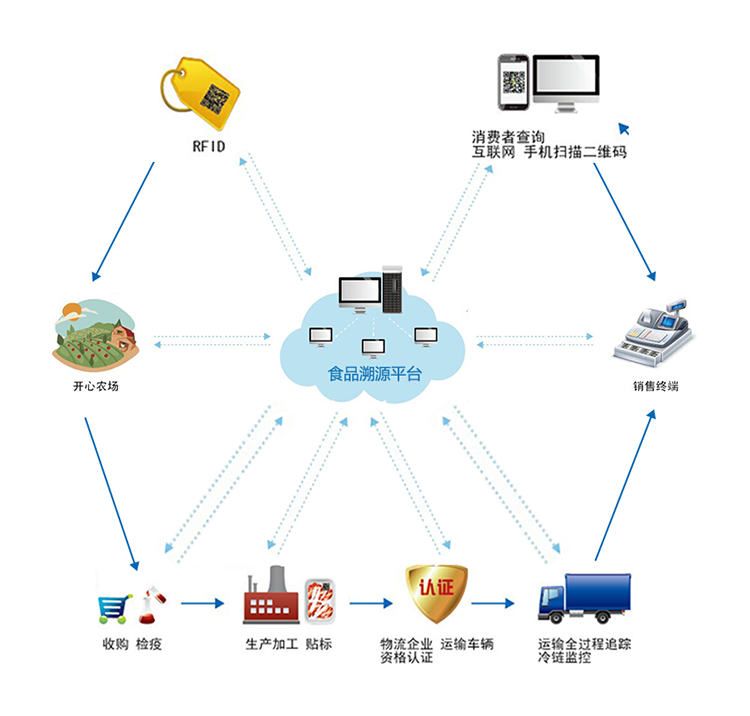 RFID
消费者查询
互联网 手机扫描二维码
食品溯源平台
开心农场
销售终端
认证
收购 检疫
生产加工 贴标
物流企业 运输车辆
资格认证
运输全过程追踪
冷链监控